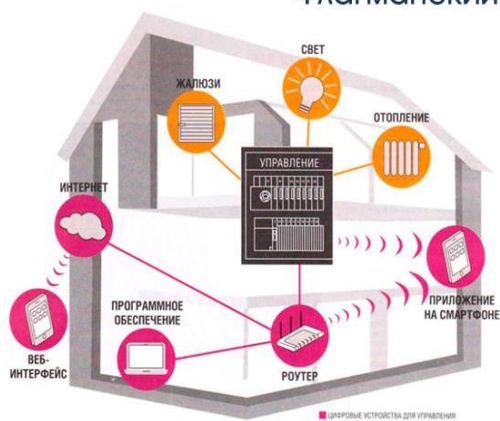 СВЕТ
ЖАЛЮЗИ
ОТОПЛЕНИЕ
УПРАВЛЕНИЕ
ИНТЕРНЕТ
ПРОГРАММНОЕ
ОБЕСПЕЧЕНИЕ
ПРИЛОЖЕНИЕ
НА СМАРТФОНЕ
ВЕБ-
ИНТЕРФЕЙС
РОУТЕР
ЦИФРОВЫЕ УСТРОЙСТВА ДЛЯ УПРАВЛЕНИЯ